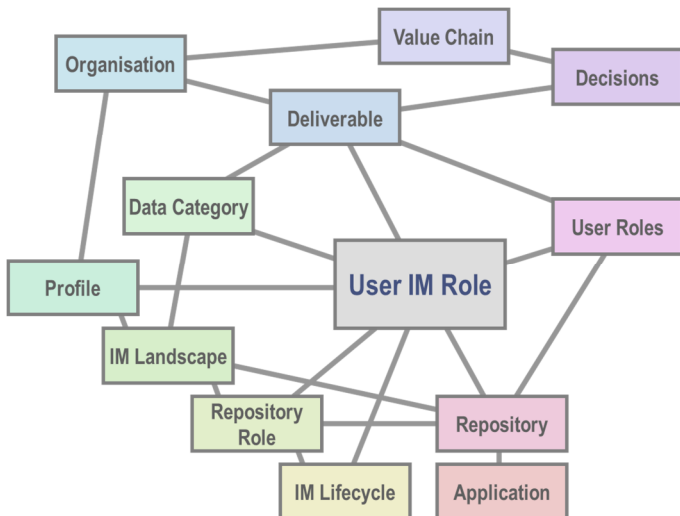 Value Chain
Organisation
Decisions
Deliverable
Data Category
User Roles
User IM Role
Profile
IM Landscape
Repository
Role
Repository
IM Lifecycle
Application